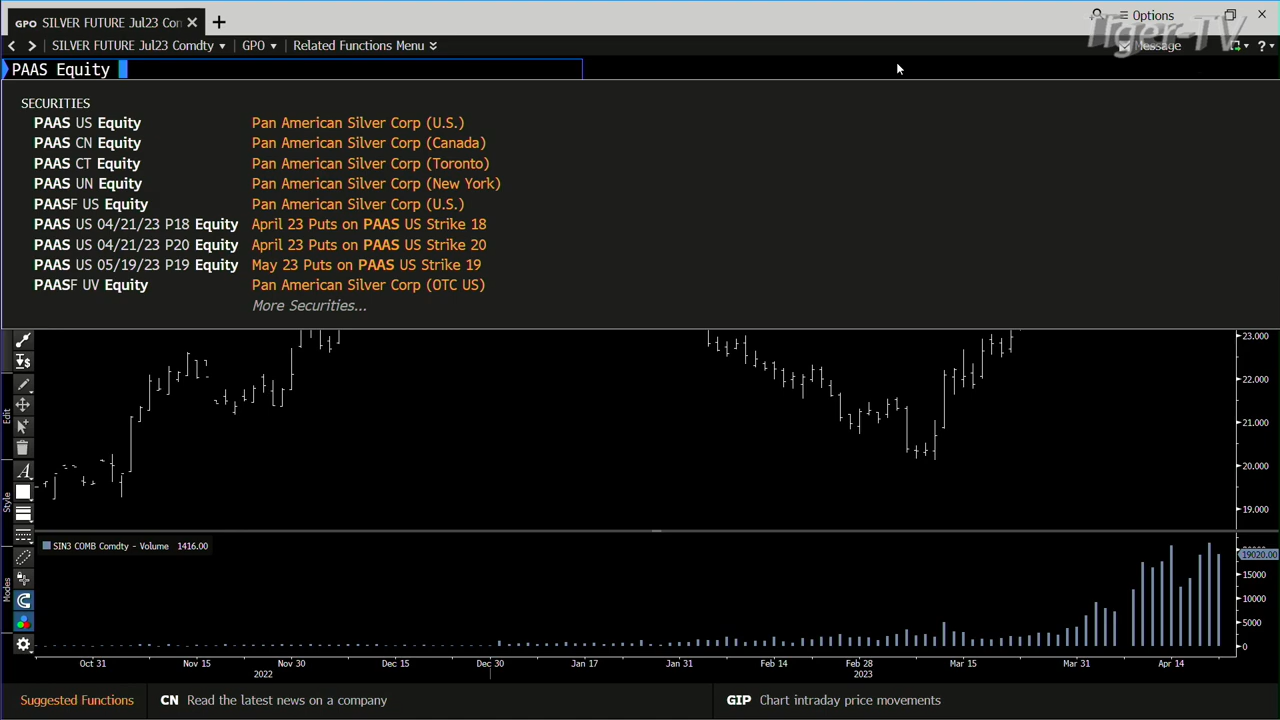 GPO SILVER FUTURE Jul23 Con × +
Options
Tiger-TV
SILVER FUTURE Jul23 Comdty GPO Related Functions Menu Message ?
PAAS Equity
SECURITIES
PAAS US Equity Pan American Silver Corp (U.S.)
PAAS CN Equity Pan American Silver Corp (Canada)
PAAS CT Equity Pan American Silver Corp (Toronto)
PAAS UN Equity Pan American Silver Corp (New York)
PAASF US Equity Pan American Silver Corp (U.S.)
PAAS US 04/21/23 P18 Equity April 23 Puts on PAAS US Strike 18
PAAS US 04/21/23 P20 Equity April 23 Puts on PAAS US Strike 20
PAAS US 05/19/23 P19 Equity May 23 Puts on PAAS US Strike 19
PAASF UV Equity Pan American Silver Corp (OTC US)
More Securities...
23.000
22.000
21.000
20.000
19.000
Edit
Style
Modes
A
SIN3 COMB Comdty - Volume 1416.00
19020.00
15000
10000
5000
0
Oct 31 Nov 15 Nov 30 Dec 15 Dec 30 Jan 17 Jan 31 Feb 14 Feb 28 Mar 15 Mar 31 Apr 14
2022 2023
Suggested Functions CN Read the latest news on a company GIP Chart intraday price movements